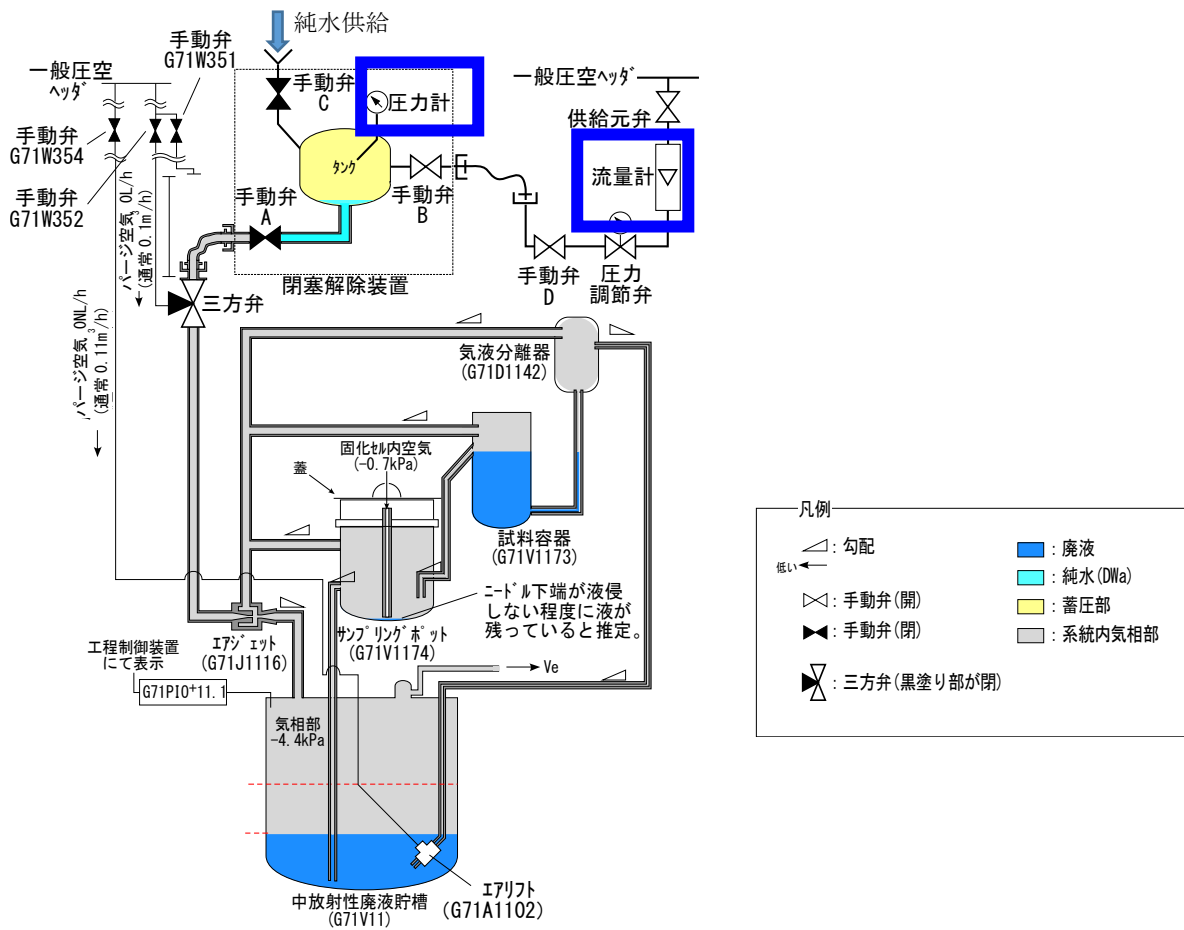 純水供給
手動弁
G71W351
一般圧空
ヘッダ
手動弁
C
圧力計
一般圧空ヘッダ
供給元弁
手動弁
G71W354
タンク
流量計
手動弁
G71W352
手動弁
A
手動弁
B
パージ空気 0L/h
(通常 0.1m³/h)
閉塞解除装置
手動弁
D
圧力
調節弁
三方弁
パージ空気 0NL/h
(通常 0.11m³/h)
気液分離器
(G71D1142)
固化セル内空気
(-0.7kPa)
蓋
試料容器
(G71V1173)
ニードル下端が液侵
しない程度に液が
残っていると推定。
サンプリングポット
(G71V1174)
エアジェット
(G71J1116)
工程制御装置
にて表示
G71PI0⁺11.1
Ve
気相部
-4.4kPa
中放射性廃液貯槽
(G71V11)
エアリフト
(G71A1102)
凡例
：勾配
低い
：手動弁(開)
：手動弁(閉)
：三方弁(黒塗り部が閉)
：廃液
：純水(DWa)
：蓄圧部
：系統内気相部